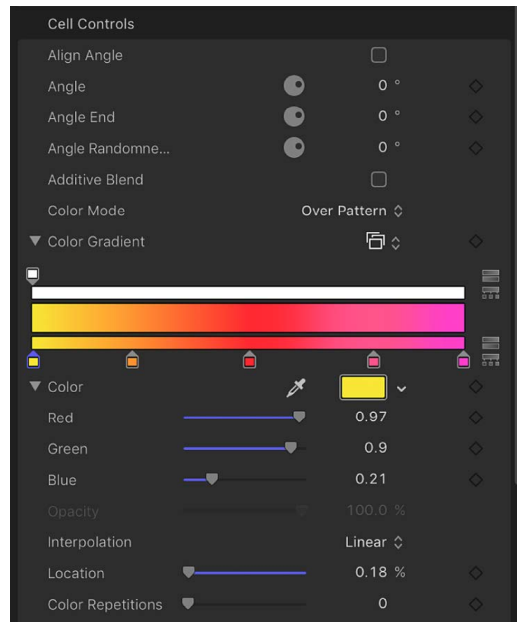 Cell Controls
Align Angle
Angle 0 °
Angle End 0 °
Angle Randomne... 0 °
Additive Blend
Color Mode Over Pattern
Color Gradient
Color
Red 0.97
Green 0.9
Blue 0.21
Opacity 100.0 %
Interpolation Linear
Location 0.18 %
Color Repetitions 0